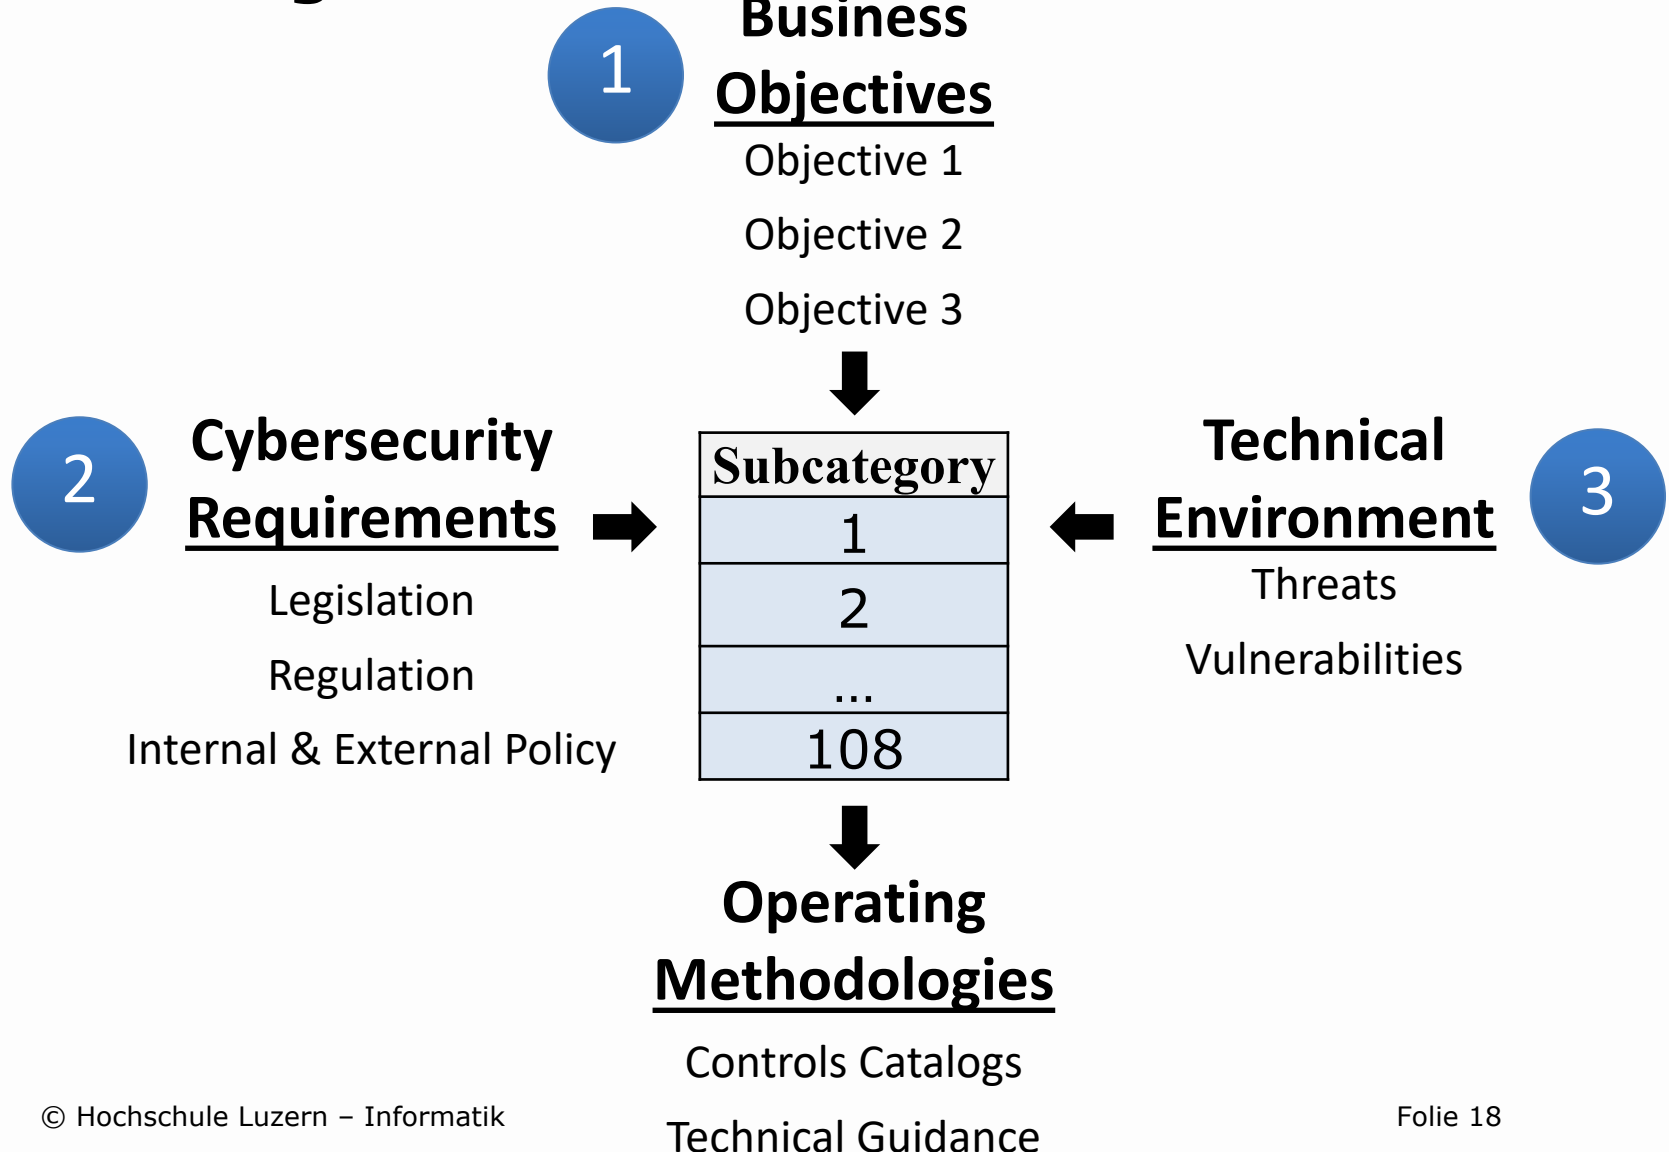 1
Business
Objectives
Objective 1
Objective 2
Objective 3
2
Cybersecurity
Requirements
Legislation
Regulation
Internal & External Policy
Subcategory
1
2
...
108
Technical
Environment
3
Threats
Vulnerabilities
Operating
Methodologies
Controls Catalogs
Technical Guidance
© Hochschule Luzern – Informatik
Folie 18